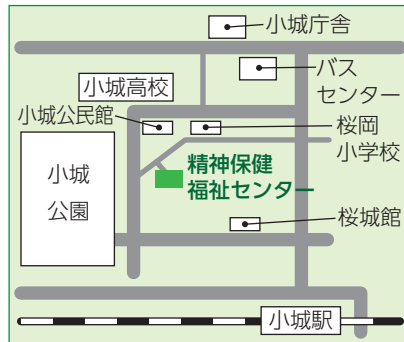 小城庁舎
バス
センター
小城高校
小城公民館
桜岡
小学校
精神保健
福祉センター
小城
公園
桜城館
小城駅